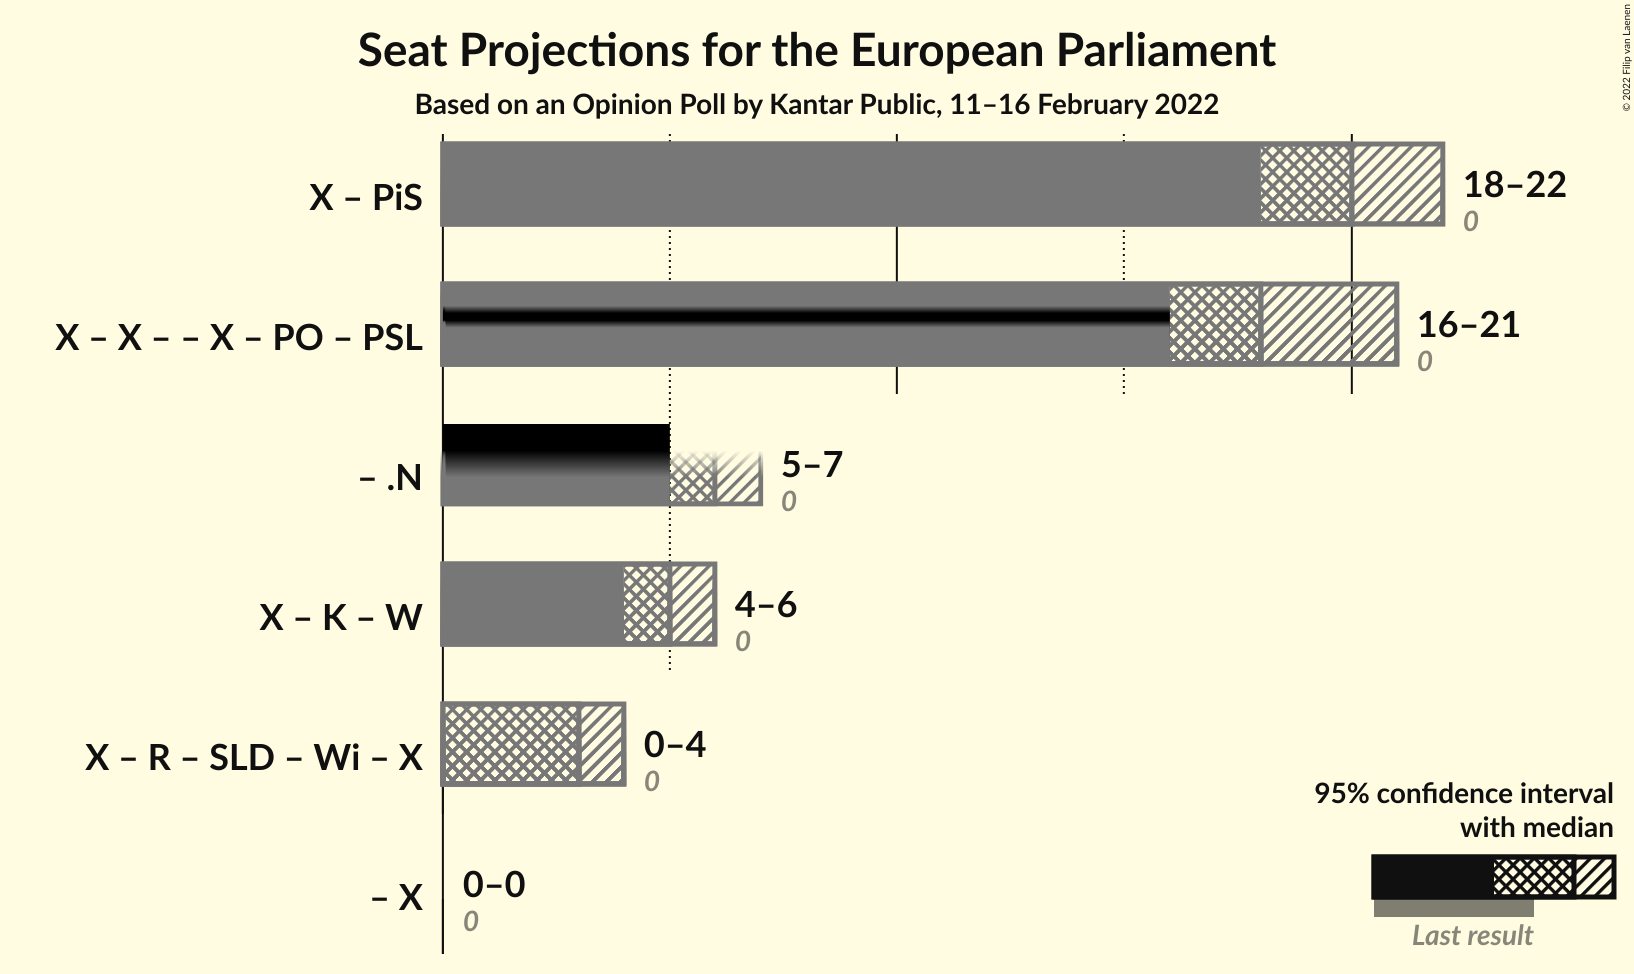 Seat Projections for the European Parliament
Based on an Opinion Poll by Kantar Public, 11–16 February 2022
© 2022 Filip van Laenen
X – PiS
18–22
0
X – X – – X – PO – PSL
16–21
0
– .N
5–7
0
X – K – W
4–6
0
X – R – SLD – Wi – X
0–4
0
– X
0–0
0
95% confidence interval
with median
Last result